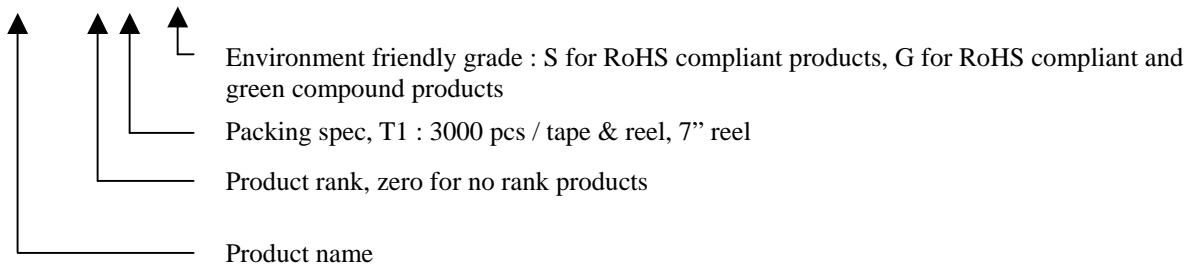 Environment friendly grade : S for RoHS compliant products, G for RoHS compliant and
green compound products
Packing spec, T1 : 3000 pcs / tape & reel, 7” reel
Product rank, zero for no rank products
Product name